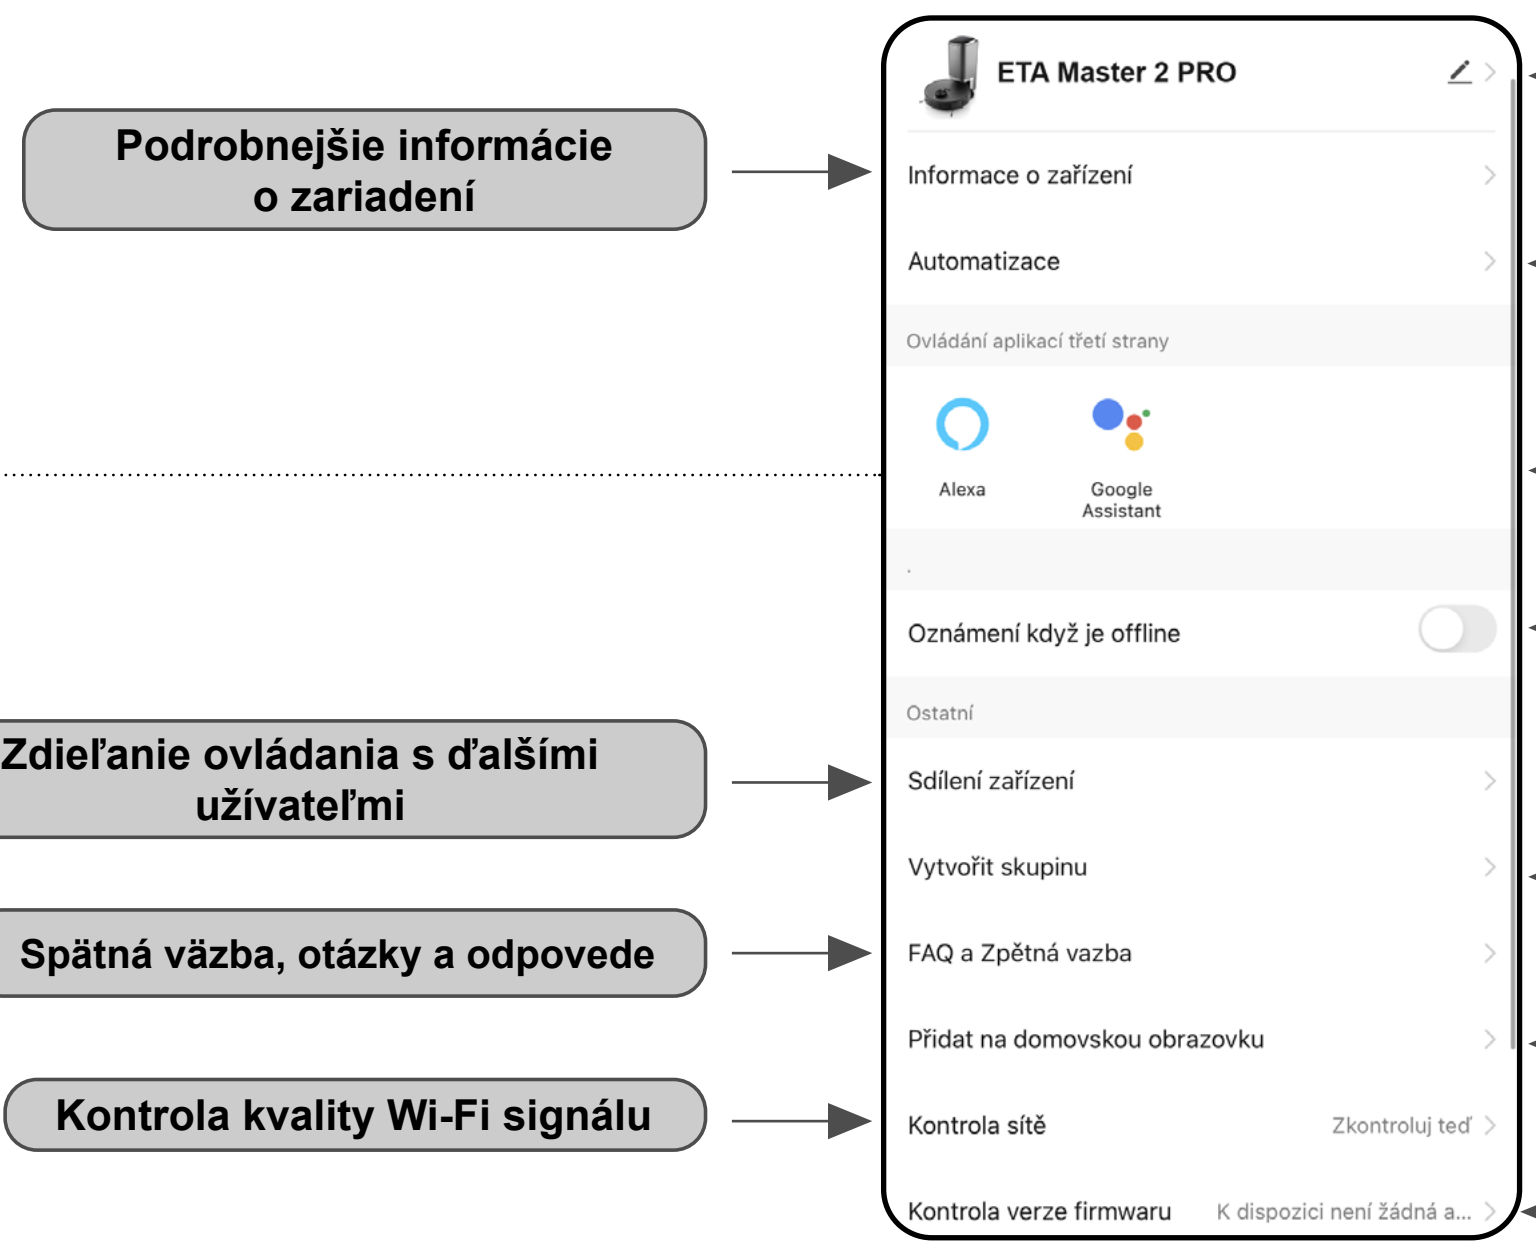 ETA Master 2 PRO
Podrobnejšie informácie
o zariadení
Informace o zařízení
Automatizace
Ovládání aplikací třetí strany
Alexa
Google
Assistant
.
Oznámení když je offline
Ostatní
Zdieľanie ovládania s ďalšími
užívateľmi
Sdílení zařízení
Vytvořit skupinu
Spätná väzba, otázky a odpovede
FAQ a Zpětná vazba
Přidat na domovskou obrazovku
Kontrola kvality Wi-Fi signálu
Kontrola sítě Zkontroluj teď
Kontrola verze firmwaru K dispozici není žádná a...